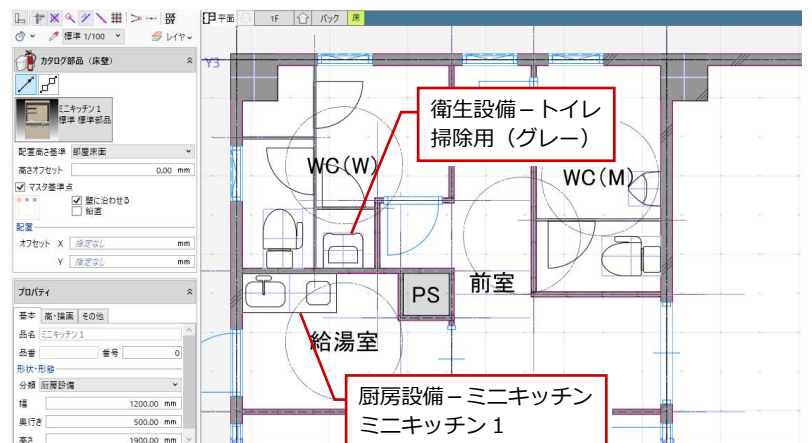 平面 1F バック 床
標準 1/100 レイヤ
カタログ部品（床壁）
ミニキッチン1
標準 標準部品
配置高さ基準 部屋床面
高さオフセット 0.00 mm
マスタ基準点
壁に沿わせる
鉛直
配置
オフセット X 指定なし mm
Y 指定なし mm
プロパティ
基本 高・描画 その他
品名 ミニキッチン1
品番 番号 0
形状・形態
分類 厨房設備
幅 1200.00 mm
奥行き 500.00 mm
高さ 1900.00 mm
Y3
衛生設備－トイレ
掃除用（グレー）
WC(W)
WC(M)
前室
PS
給湯室
厨房設備－ミニキッチン
ミニキッチン１